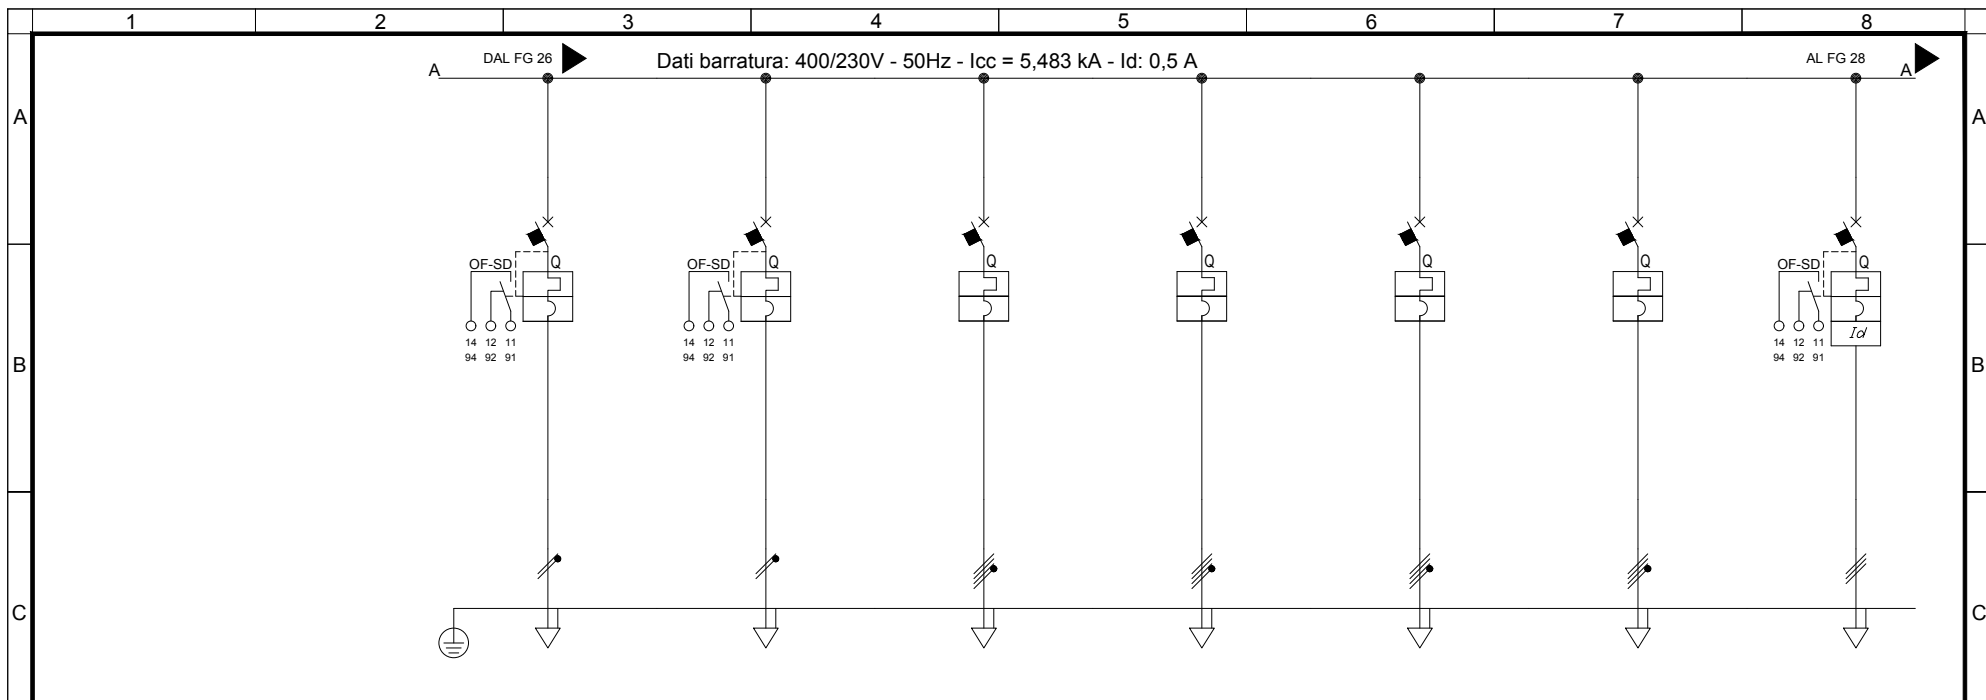 1 2 3 4 5 6 7 8
DAL FG 26 Dati barratura: 400/230V - 50Hz - Icc = 5,483 kA - Id: 0,5 A AL FG 28
A A
A A
OF-SD Q OF-SD Q Q Q Q Q OF-SD Q
Id
14 12 11 14 12 11 14 12 11
94 92 91 94 92 91 94 92 91
B B
C C